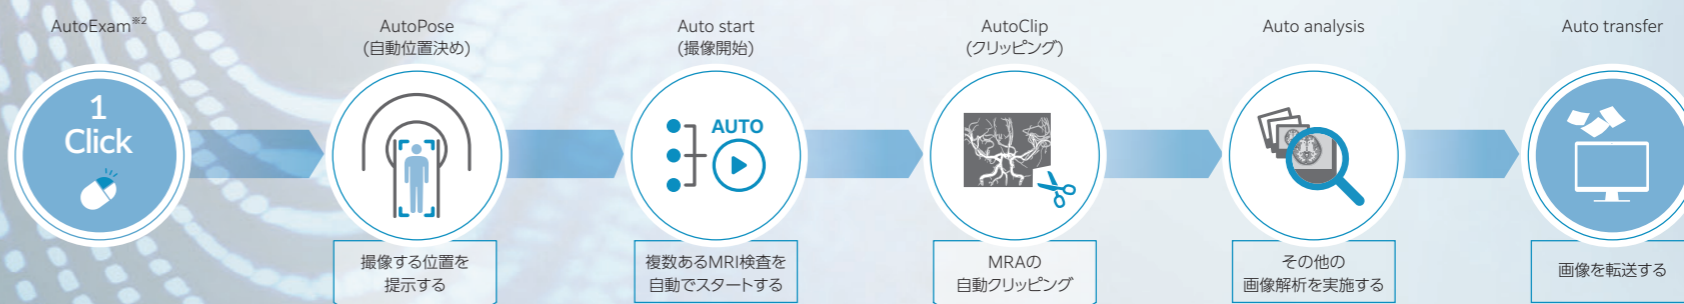 AutoExam※2
1
Click
AutoPose
(自動位置決め)
撮像する位置を
提示する
Auto start
(撮像開始)
AUTO
複数あるMRI検査を
自動でスタートする
AutoClip
(クリッピング)
MRAの
自動クリッピング
Auto analysis
その他の
画像解析を実施する
Auto transfer
画像を転送する